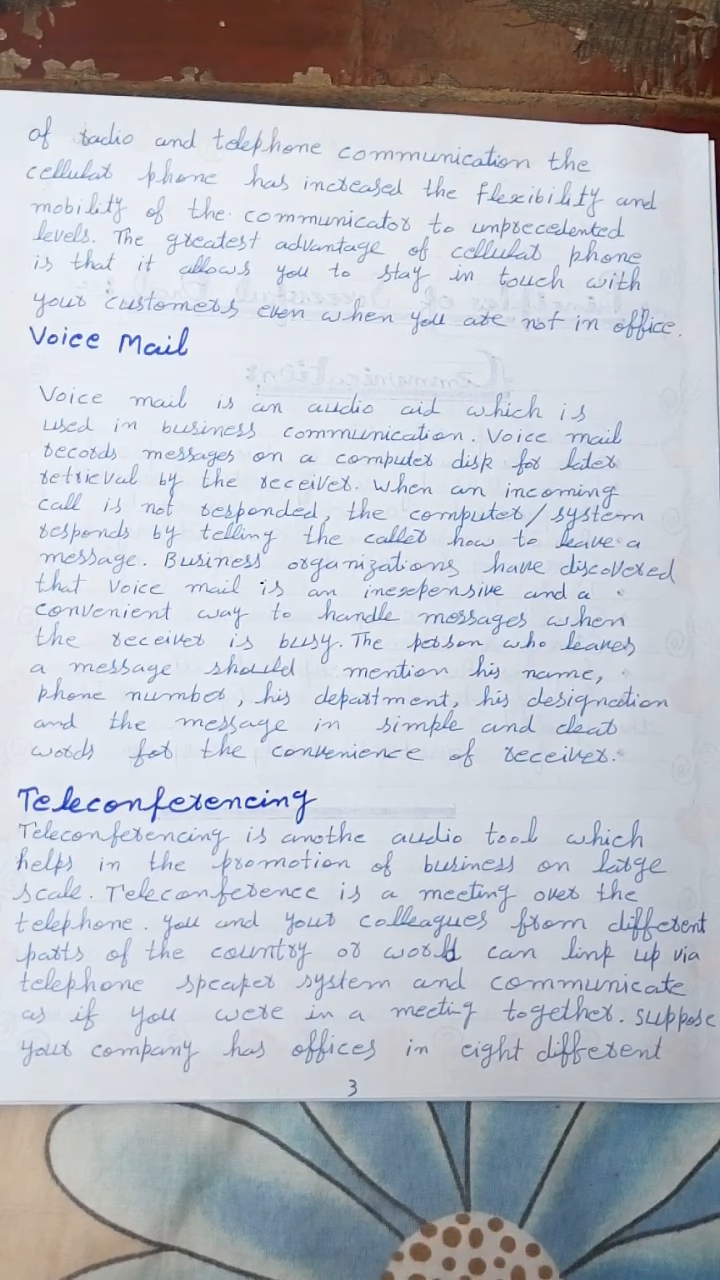 of radio and telephone communication the
cellular phone has increased the flexibility and
mobility of the communicator to unprecedented
levels. The greatest advantage of cellular phone
is that it allows you to stay in touch with
your customers even when you are not in office.
Voice Mail
Voice mail is an audio aid which is
used in business communication. Voice mail
records messages on a computer disk for later
retrieval by the receiver. When an incoming
call is not responded, the computer/system
responds by telling the caller how to leave a
message. Business organizations have discovered
that Voice mail is an inexpensive and a
convenient way to handle messages when
the receiver is busy. The person who leaves
a message should mention his name,
phone number, his department, his designation
and the message in simple and clear
words for the convenience of receiver.
Teleconferencing
Teleconferencing is anothe audio tool which
helps in the promotion of business on large
scale. Teleconference is a meeting over the
telephone. you and your colleagues from different
parts of the country or world can link up via
telephone speaker system and communicate
as if you were in a meeting together. suppose
your company has offices in eight different
3